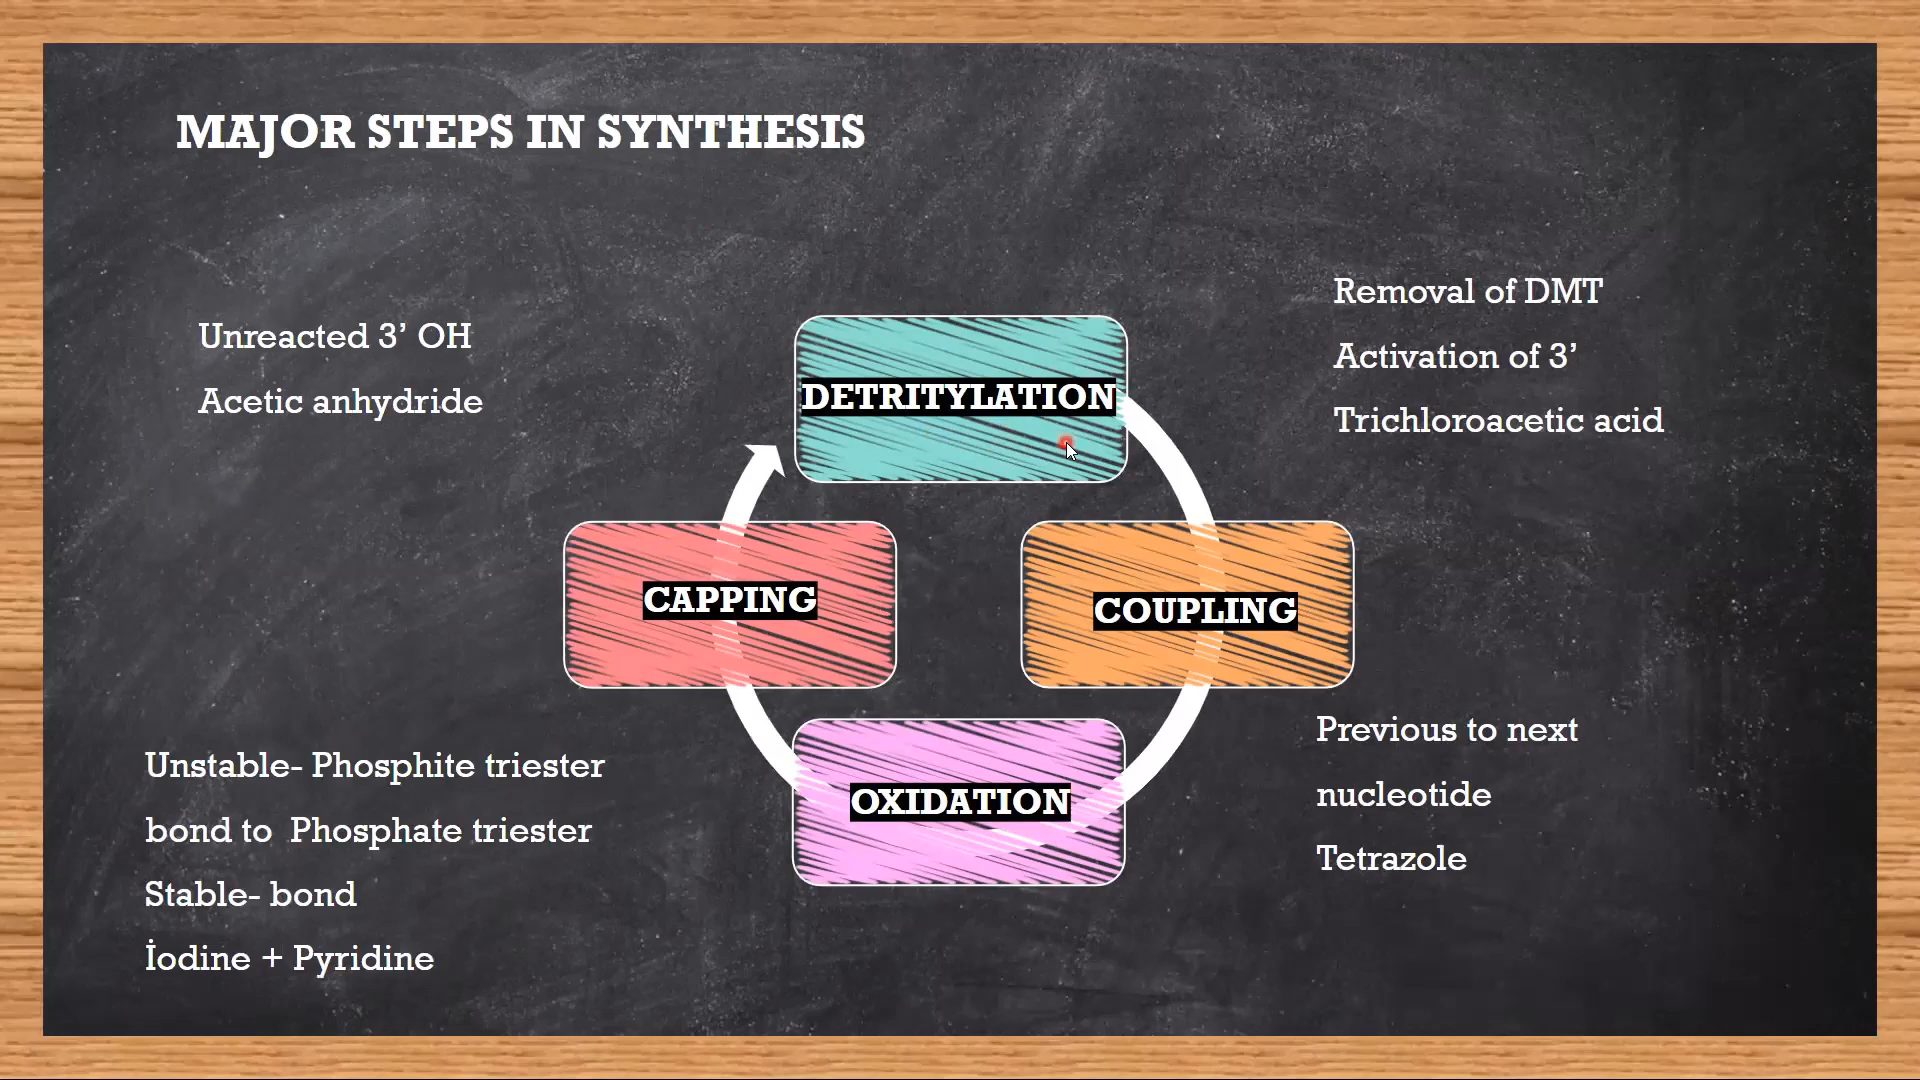 MAJOR STEPS IN SYNTHESIS
Unreacted 3’ OH
Acetic anhydride
DETRITYLATION
Removal of DMT
Activation of 3’
Trichloroacetic acid
CAPPING
COUPLING
OXIDATION
Unstable- Phosphite triester
bond to  Phosphate triester
Stable- bond
İodine + Pyridine
Previous to next
nucleotide
Tetrazole